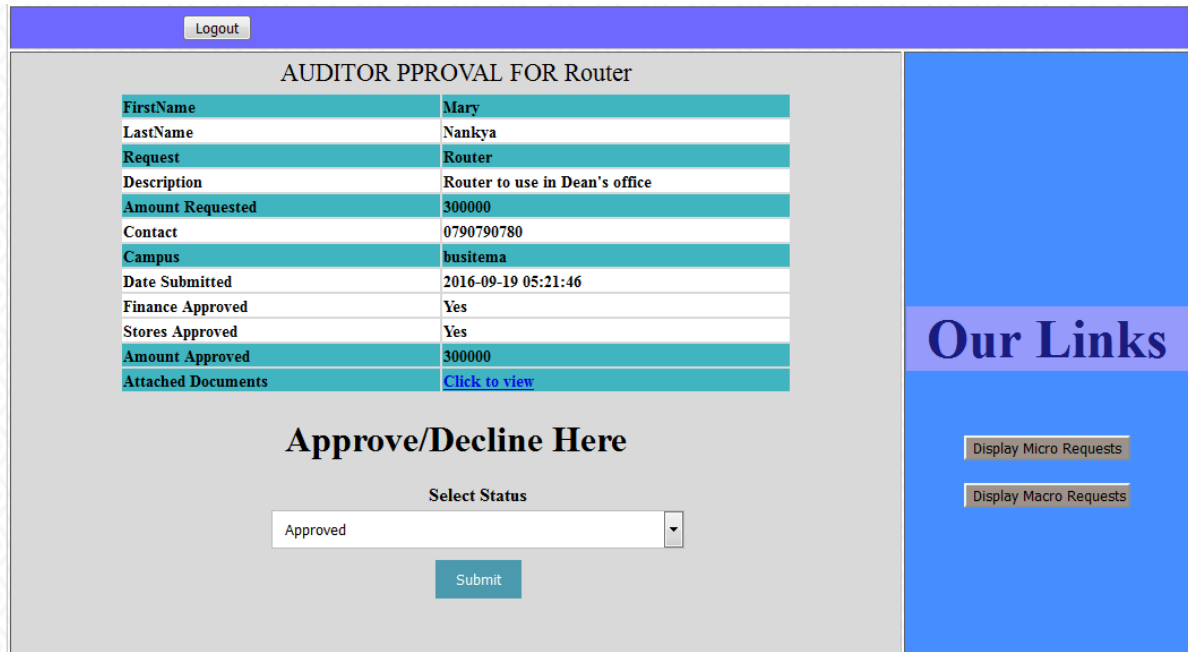 Logout
AUDITOR PPROVAL FOR Router
FirstName Mary
LastName Nankya
Request Router
Description Router to use in Dean's office
Amount Requested 300000
Contact 0790790780
Campus busitema
Date Submitted 2016-09-19 05:21:46
Finance Approved Yes
Stores Approved Yes
Amount Approved 300000
Attached Documents Click to view
Approve/Decline Here
Select Status
Approved
Submit
Our Links
Display Micro Requests
Display Macro Requests